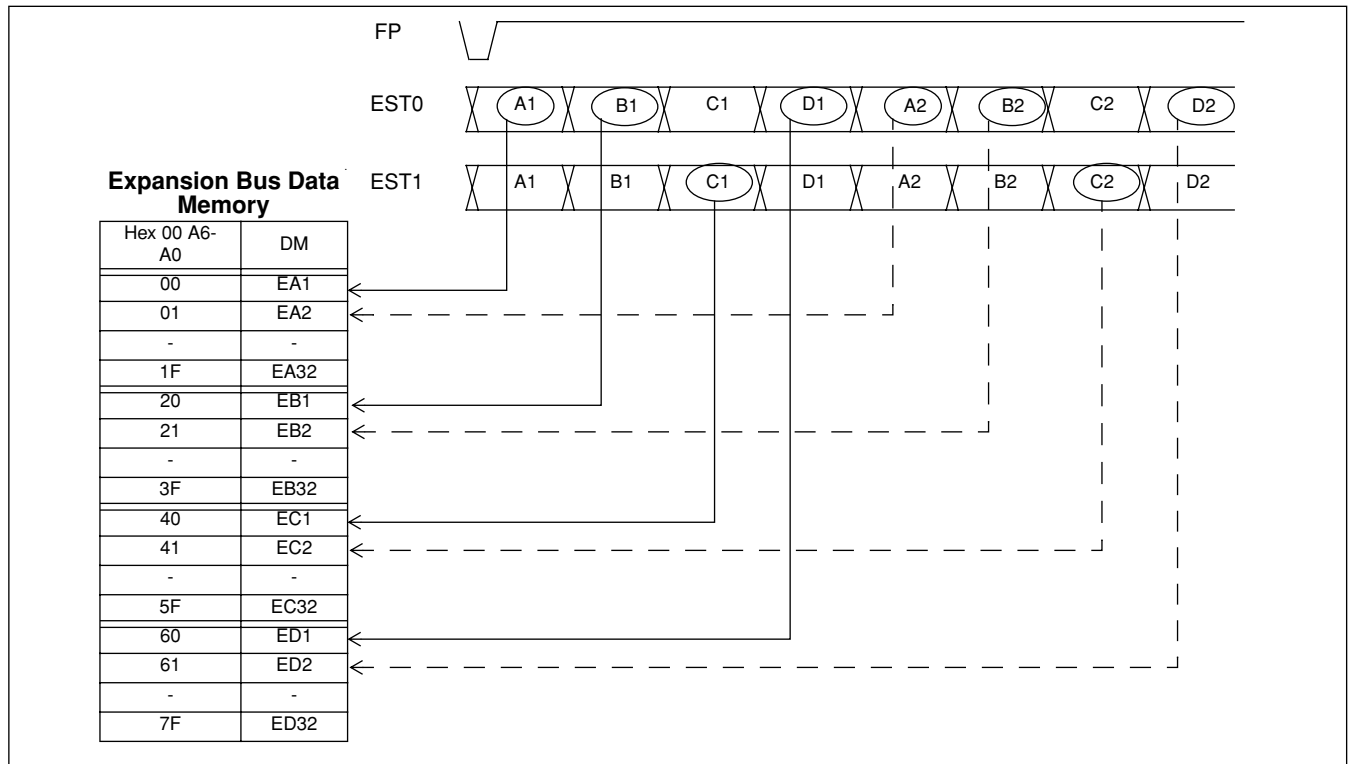 FP
EST0 A1 B1 C1 D1 A2 B2 C2 D2
EST1 A1 B1 C1 D1 A2 B2 C2 D2
Expansion Bus Data
Memory
Hex 00 A6-
A0 DM
00 EA1
01 EA2
- -
1F EA32
20 EB1
21 EB2
- -
3F EB32
40 EC1
41 EC2
- -
5F EC32
60 ED1
61 ED2
- -
7F ED32